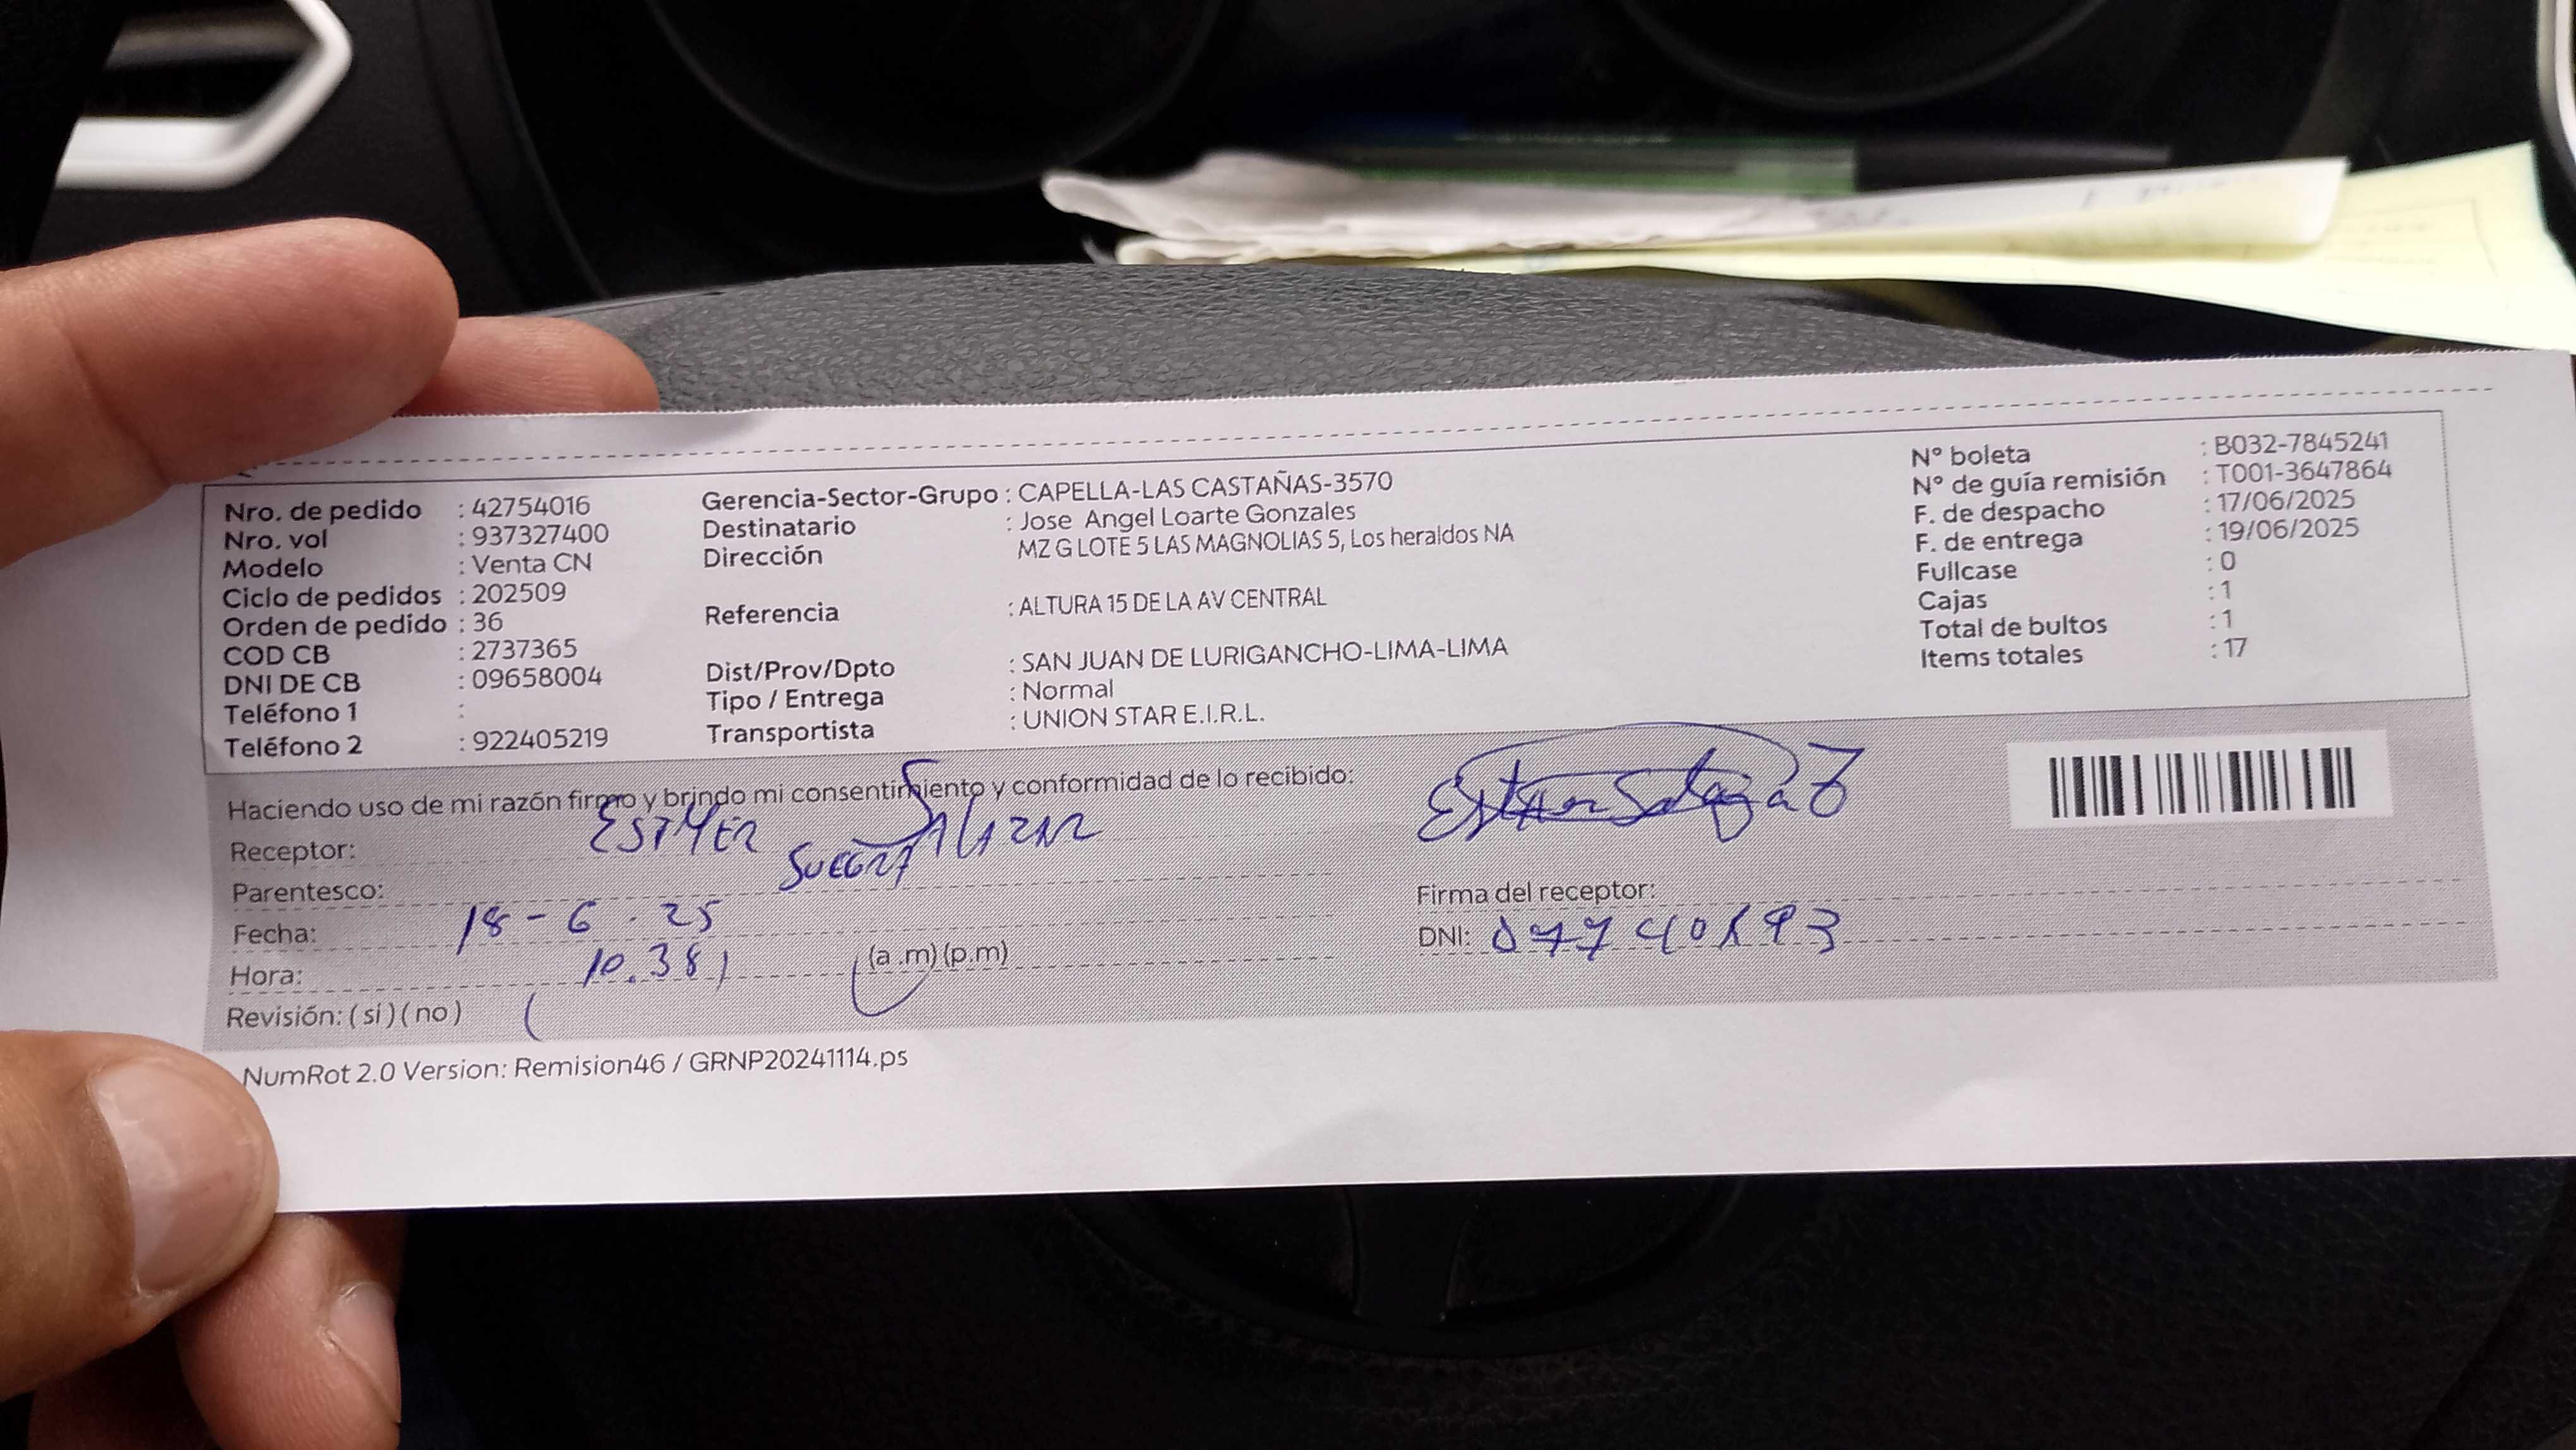 Nro. de pedido : 42754016
Nro. vol : 937327400
Modelo : Venta CN
Ciclo de pedidos : 202509
Orden de pedido : 36
COD CB : 2737365
DNI DE CB : 09658004
Teléfono 1 :
Teléfono 2 : 922405219
Gerencia-Sector-Grupo : CAPELLA-LAS CASTAÑAS-3570
Destinatario : Jose Angel Loarte Gonzales
Dirección MZ G LOTE 5 LAS MAGNOLIAS 5, Los heraldos NA
Referencia : ALTURA 15 DE LA AV CENTRAL
Dist/Prov/Dpto : SAN JUAN DE LURIGANCHO-LIMA-LIMA
Tipo / Entrega : Normal
Transportista : UNION STAR E.I.R.L.
N° boleta : B032-7845241
N° de guía remisión : T001-3647864
F. de despacho : 17/06/2025
F. de entrega : 19/06/2025
Fullcase : 0
Cajas : 1
Total de bultos : 1
Items totales : 17
Haciendo uso de mi razón firmo y brindo mi consentimiento y conformidad de lo recibido:
Receptor: ESTHER SALAZAR
Parentesco: SUEGRA
Fecha: 18-6.25
Hora: 10.38 (a.m)(p.m)
Revisión: (si)(no)
Esther Salazar Z
Firma del receptor:
DNI:
NumRot 2.0 Version: Remision46 / GRNP20241114.ps